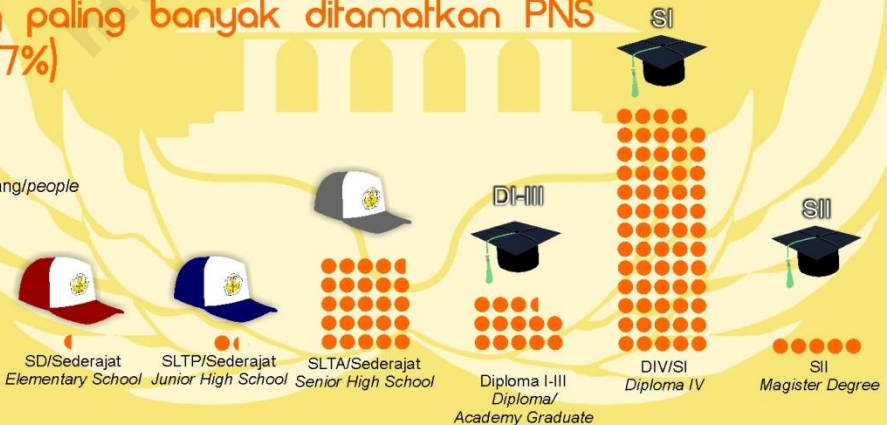 paling banyak ditamatkan PNS
7%)
SI
ang/people
DI-III
SII
SD/Sederajat
Elementary School
SLTP/Sederajat
Junior High School
SLTA/Sederajat
Senior High School
Diploma I-III
Diploma/
Academy Graduate
DIV/SI
Diploma IV
SII
Magister Degree